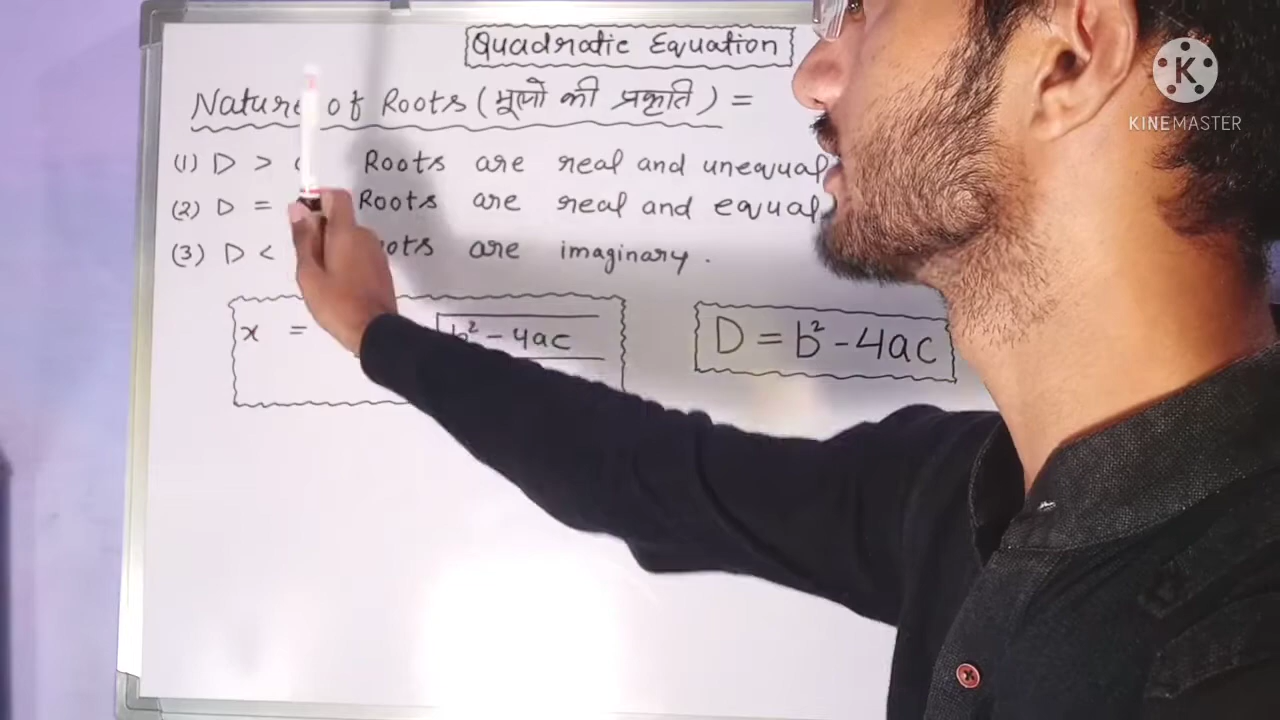 Quadratic Equation
Nature of Roots (मूलो की प्रकृति) =
(1) D > Roots are real and unequal
(2) D = Roots are real and equal
(3) D < are imaginary.
x = b² - 4ac
D = b² - 4ac
K
KINEMASTER